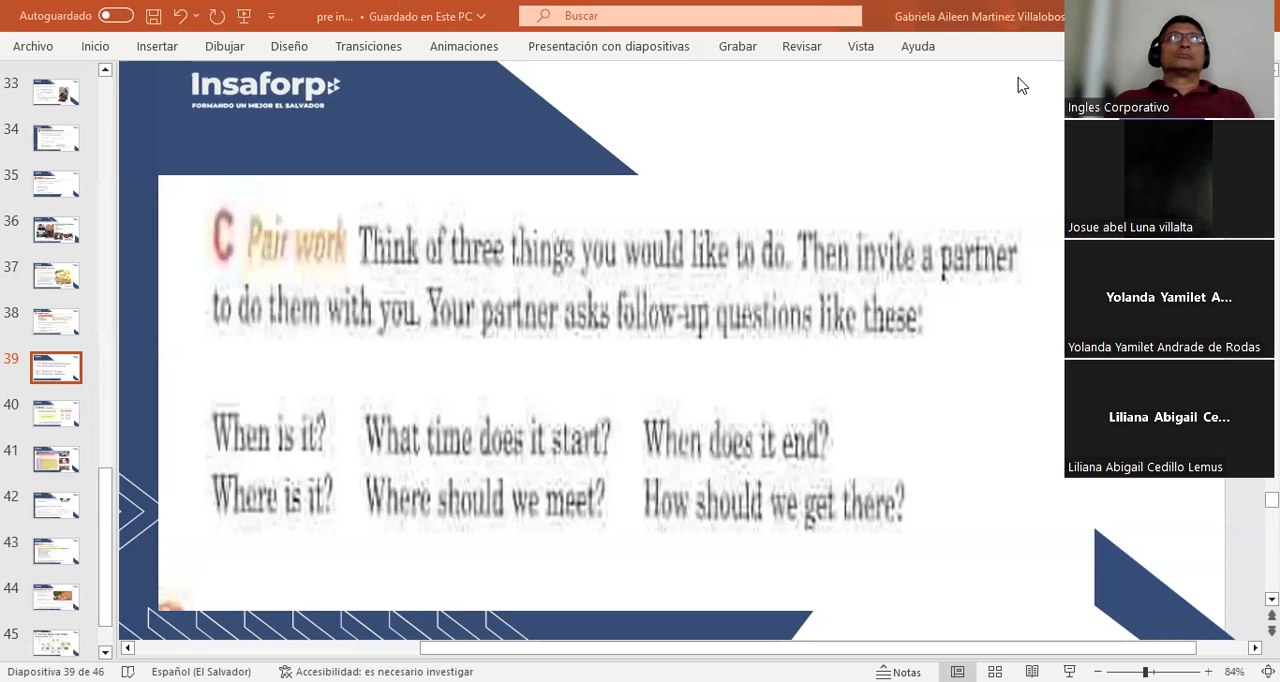 Autoguardado
pre in... • Guardado en Este PC
Buscar
Gabriela Aileen Martinez Villalobos
Archivo Inicio Insertar Dibujar Diseño Transiciones Animaciones Presentación con diapositivas Grabar Revisar Vista Ayuda
33
34
35
36
37
38
39
40
41
42
43
44
45
Insaforp
FORMANDO UN MEJOR EL SALVADOR
C Pair work Think of three things you would like to do. Then invite a partner
to do them with you. Your partner asks follow-up questions like these:
When is it? What time does it start? When does it end?
Where is it? Where should we meet? How should we get there?
Ingles Corporativo
Josue abel Luna villalta
Yolanda Yamilet A...
Yolanda Yamilet Andrade de Rodas
Liliana Abigail Ce...
Liliana Abigail Cedillo Lemus
Diapositiva 39 de 46 Español (El Salvador) Accesibilidad: es necesario investigar Notas 84%